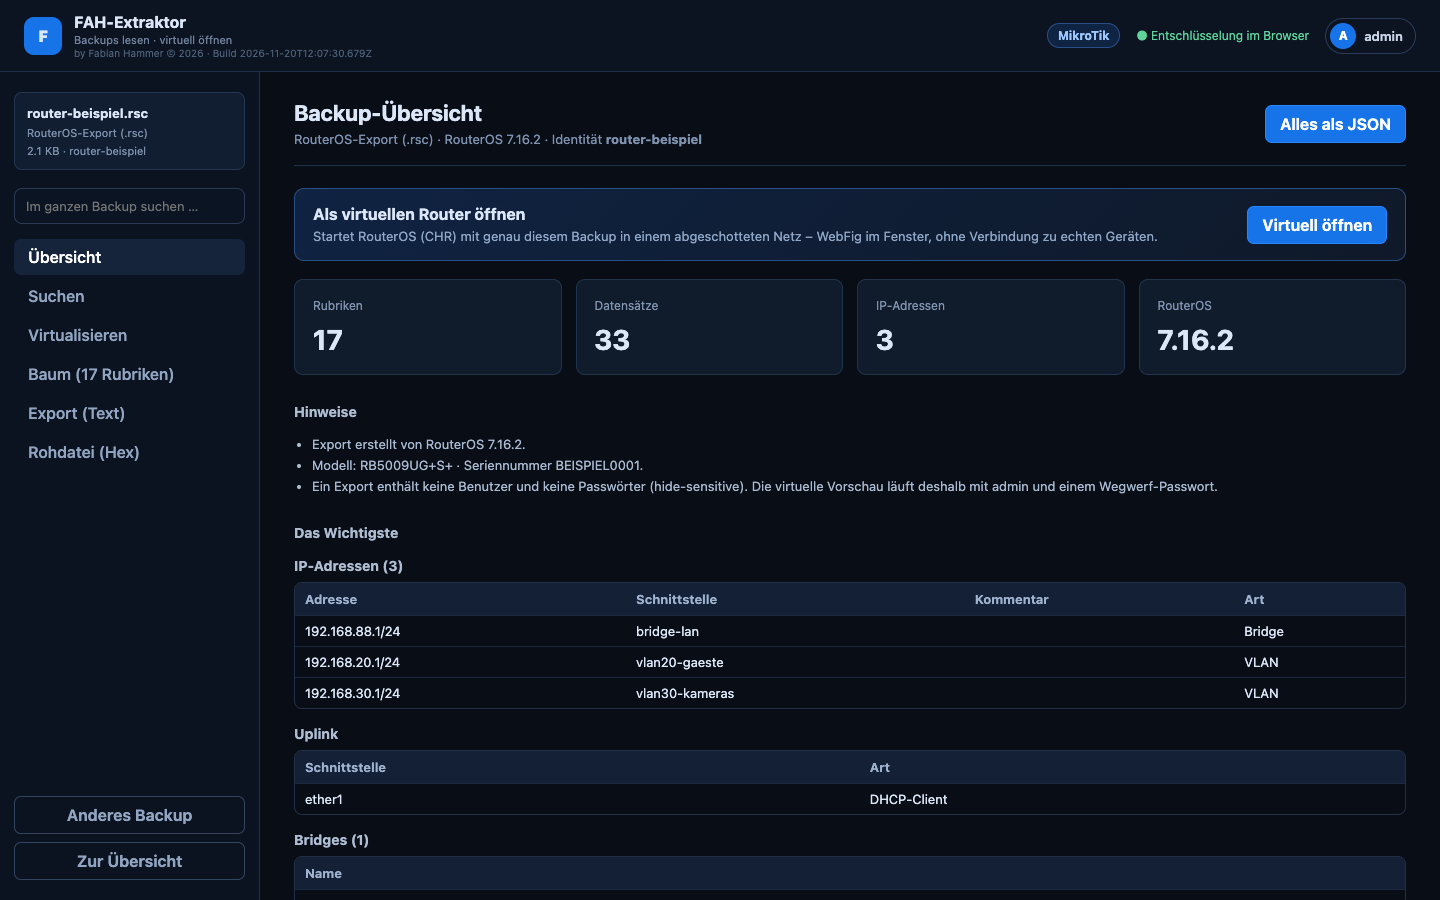 F
FAH-Extraktor
Backups lesen · virtuell öffnen
by Fabian Hammer © 2026 · Build 2026-11-20T12:07:30.679Z
MikroTik
Entschlüsselung im Browser
A
admin
router-beispiel.rsc
RouterOS-Export (.rsc)
2.1 KB · router-beispiel
Im ganzen Backup suchen ...
Übersicht
Suchen
Virtualisieren
Baum (17 Rubriken)
Export (Text)
Rohdatei (Hex)
Anderes Backup
Zur Übersicht
Backup-Übersicht
RouterOS-Export (.rsc) · RouterOS 7.16.2 · Identität router-beispiel
Alles als JSON
Als virtuellen Router öffnen
Startet RouterOS (CHR) mit genau diesem Backup in einem abgeschotteten Netz – WebFig im Fenster, ohne Verbindung zu echten Geräten.
Virtuell öffnen
Rubriken
17
Datensätze
33
IP-Adressen
3
RouterOS
7.16.2
Hinweise
• Export erstellt von RouterOS 7.16.2.
• Modell: RB5009UG+S+ · Seriennummer BEISPIEL0001.
• Ein Export enthält keine Benutzer und keine Passwörter (hide-sensitive). Die virtuelle Vorschau läuft deshalb mit admin und einem Wegwerf-Passwort.
Das Wichtigste
IP-Adressen (3)
Adresse Schnittstelle Kommentar Art
192.168.88.1/24 bridge-lan Bridge
192.168.20.1/24 vlan20-gaeste VLAN
192.168.30.1/24 vlan30-kameras VLAN
Uplink
Schnittstelle Art
ether1 DHCP-Client
Bridges (1)
Name